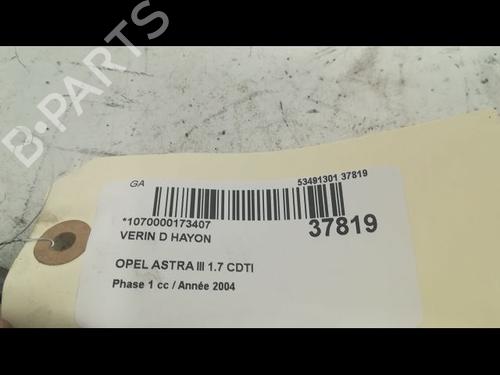 B-PARTS
GA
53491301 37819
*1070000173407
37819
VERIN D HAYON
OPEL ASTRA III 1.7 CDTI
Phase 1 cc / Année 2004